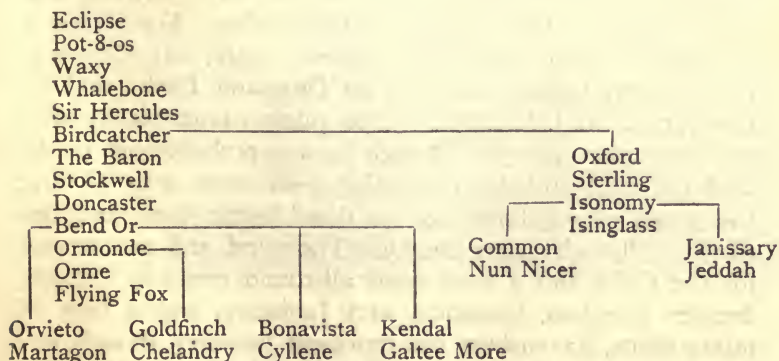 Eclipse
Pot-8-os
Waxy
Whalebone
Sir Hercules
Birdcatcher
The Baron
Stockwell
Doncaster
Bend Or
Ormonde
Orme
Flying Fox
Oxford
Sterling
Isonomy
Isinglass
Common Janissary
Nun Nicer Jeddah
Orvieto Goldfinch Bonavista Kendal
Martagon Chelandry Cyllene Galtee More